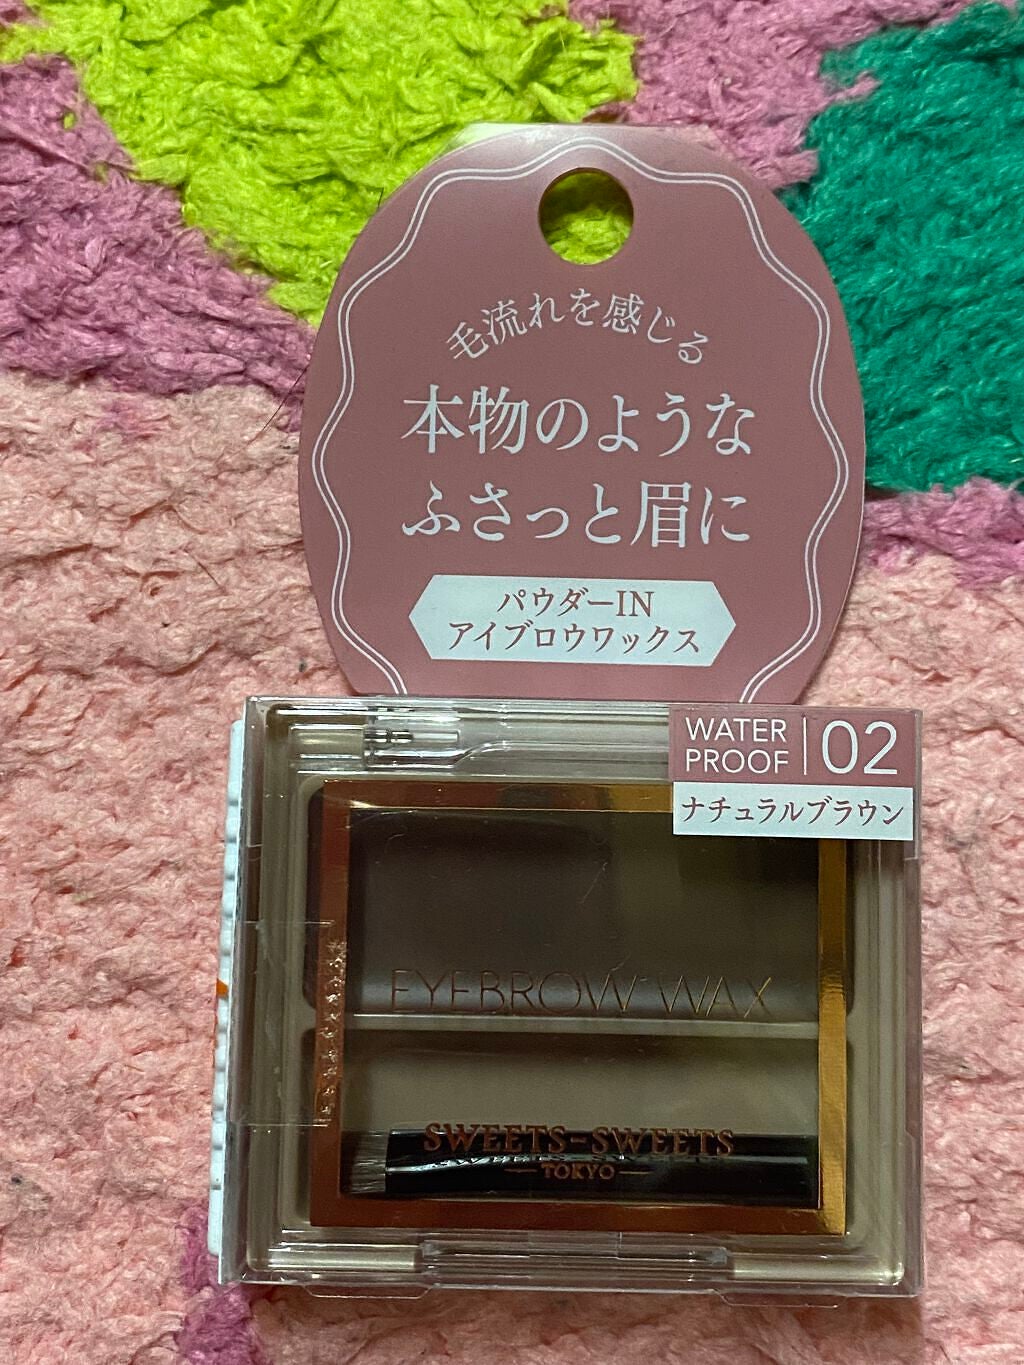 毛流れを感じる
本物のような
ふさっと眉に
パウダーIN
アイブロウワックス
WATER
PROOF
02
ナチュラルブラウン
EYEBROW WAX
SWEETS-SWEETS
TOKYO